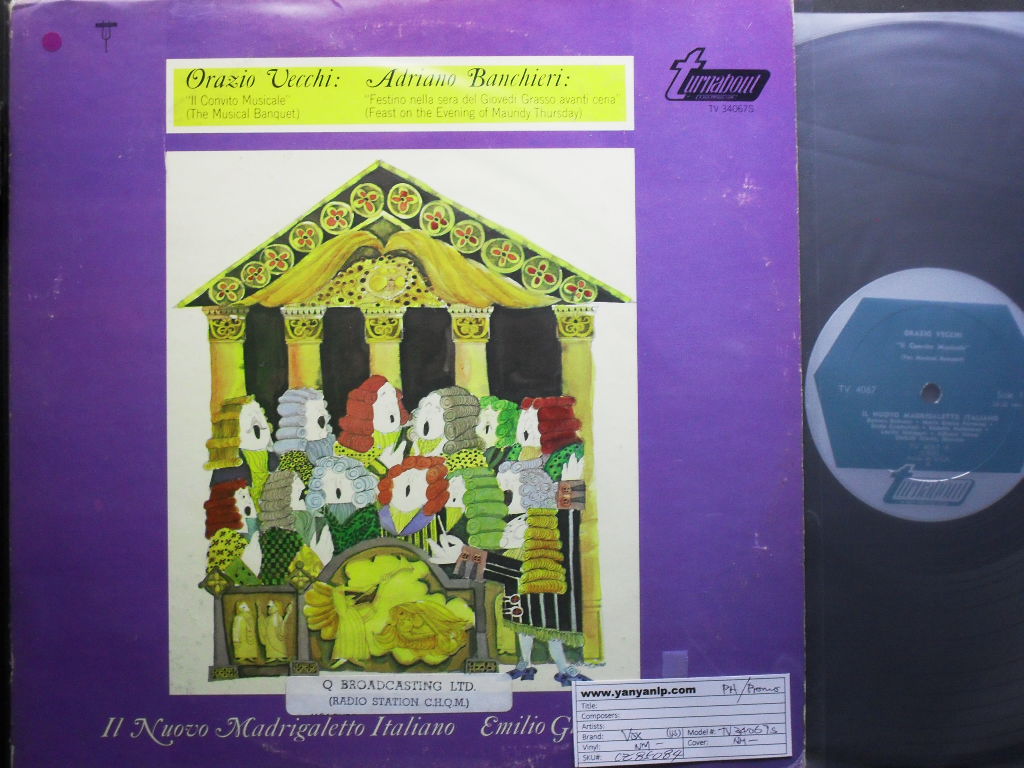 Orazio Vecchi: Adriano Banchieri:
"Il Convito Musicale" "Festino nella sera del Giovedi Grasso avanti cena"
(The Musical Banquet) (Feast on the Evening of Maundy Thursday)
turnabout
TV 34067S
Q BROADCASTING LTD.
(RADIO STATION C.H.Q.M.)
Il Nuovo Madrigaletto Italiano Emilio G
www.yanyanlp.com PH/Promo
Title:
Composers:
Artists:
Brand: Vox (US) Model#: TV34067S
Vinyl: NM- Cover: NM-
SKU#:
ORAZIO VECCHI
"Il Convito Musicale"
(The Musical Banquet)
TV 4067 Side 1
IL NUOVO MADRIGALETTO ITALIANO
turnabout